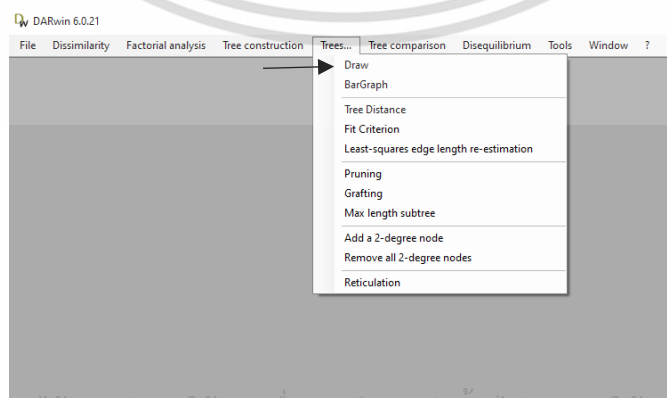 DARwin 6.0.21
File Dissimilarity Factorial analysis Tree construction Trees... Tree comparison Disequilibrium Tools Window ?
Draw
BarGraph
Tree Distance
Fit Criterion
Least-squares edge length re-estimation
Pruning
Grafting
Max length subtree
Add a 2-degree node
Remove all 2-degree nodes
Reticulation